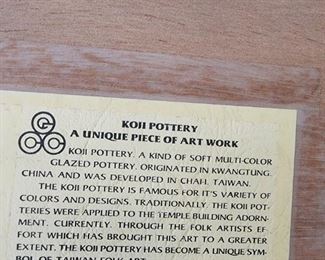 KOJI POTTERY
A UNIQUE PIECE OF ART WORK
KOJI POTTERY, A KIND OF SOFT MULTI-COLOR
GLAZED POTTERY, ORIGINATED IN KWANGTUNG,
CHINA AND WAS DEVELOPED IN CHAI-I, TAIWAN.
THE KOJI POTTERY IS FAMOUS FOR IT'S VARIETY OF
COLORS AND DESIGNS. TRADITIONALLY, THE KOJI POT-
TERIES WERE APPLIED TO THE TEMPLE BUILDING ADORN-
MENT. CURRENTLY, THROUGH THE FOLK ARTISTS EF-
FORT WHICH HAS BROUGHT THIS ART TO A GREATER
EXTENT. THE KOJI POTTERY HAS BECOME A UNIQUE SYM-
BOL OF TAIWAN FOLK ART